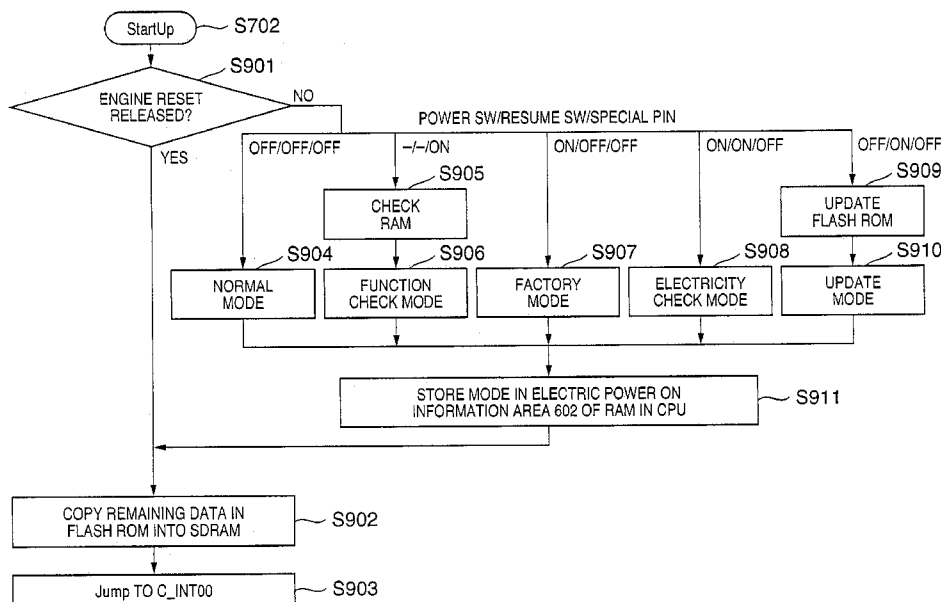 StartUp
S702
S901
ENGINE RESET
RELEASED?
NO
YES
POWER SW/RESUME SW/SPECIAL PIN
OFF/OFF/OFF
–/–/ON
ON/OFF/OFF
ON/ON/OFF
OFF/ON/OFF
S905
CHECK
RAM
S909
UPDATE
FLASH ROM
S904
NORMAL
MODE
S906
FUNCTION
CHECK MODE
S907
FACTORY
MODE
S908
ELECTRICITY
CHECK MODE
S910
UPDATE
MODE
STORE MODE IN ELECTRIC POWER ON
INFORMATION AREA 602 OF RAM IN CPU
S911
COPY REMAINING DATA IN
FLASH ROM INTO SDRAM
S902
Jump TO C_INT00
S903